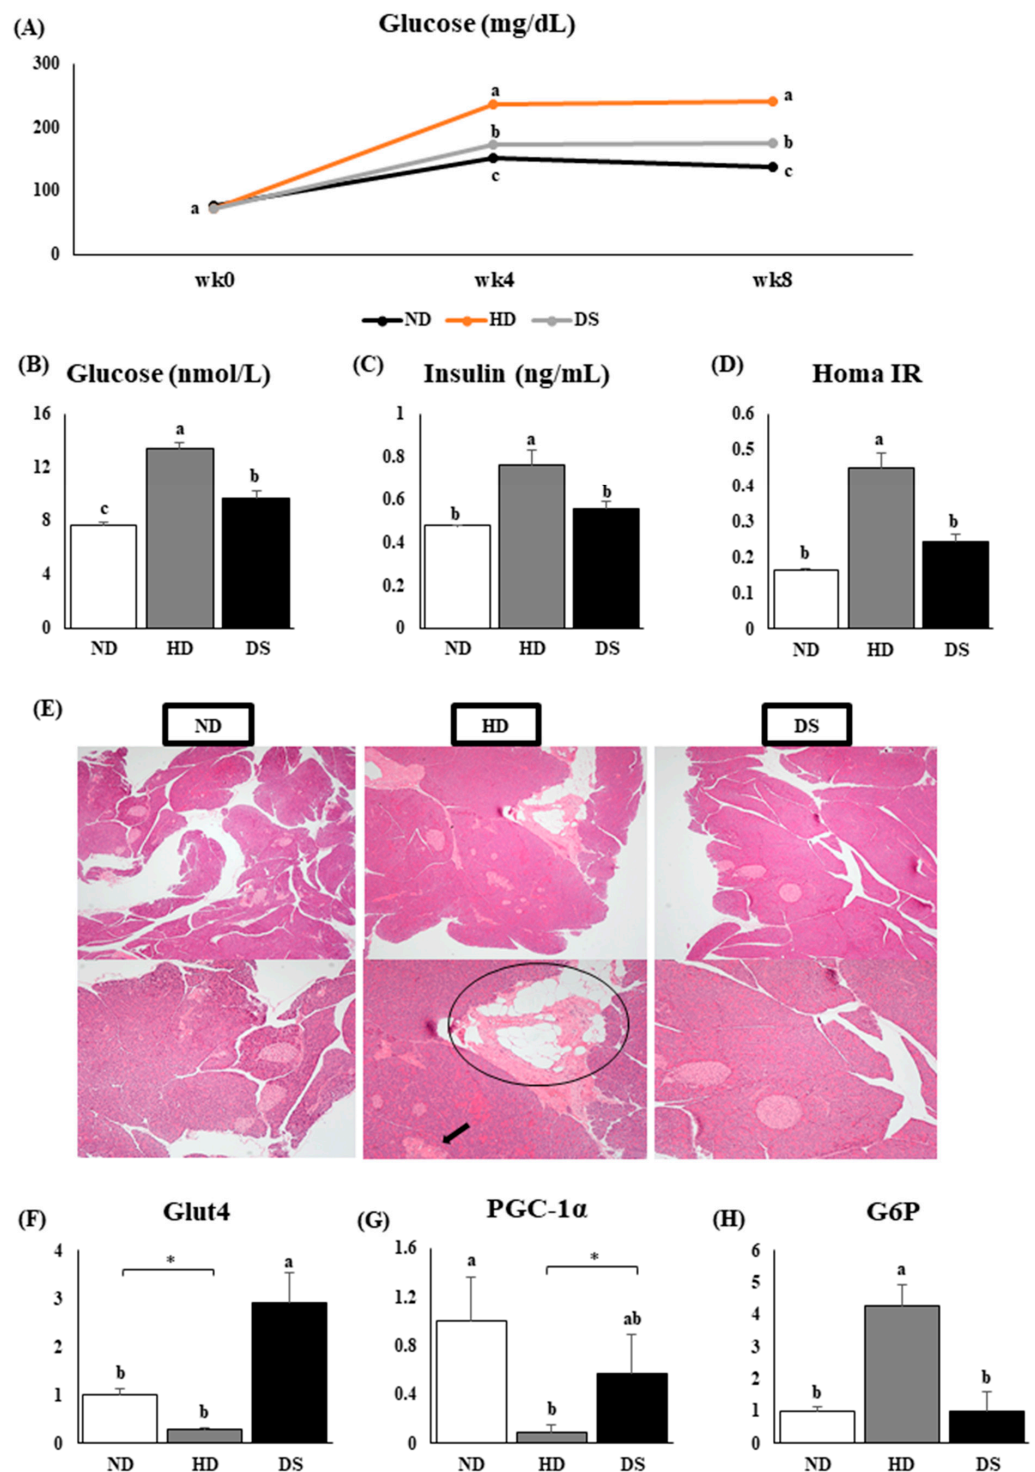 (A)
Glucose (mg/dL)
300
200
100
0
a
a
b
c
a
b
c
wk0 wk4 wk8
ND HD DS
(B) Glucose (nmol/L)
16
12
8
4
0
c
a
b
ND HD DS
(C) Insulin (ng/mL)
1
0.8
0.6
0.4
0.2
0
b
a
b
ND HD DS
(D) Homa IR
0.6
0.5
0.4
0.3
0.2
0.1
0
b
a
b
ND HD DS
(E)
ND HD DS
(F) Glut4
4
3
2
1
0
*
b
b
a
ND HD DS
(G) PGC-1α
1.6
1.2
0.8
0.4
0
*
a
b
ab
ND HD DS
(H) G6P
6
5
4
3
2
1
0
b
a
b
ND HD DS